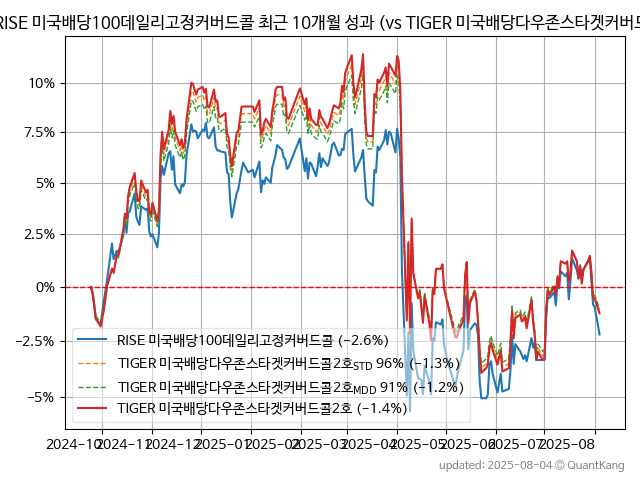 RISE 미국배당100데일리고정커버드콜 최근 10개월 성과 (vs TIGER 미국배당다우존스타겟커버드
10%
7.5%
5%
2.5%
0%
−2.5%
−5%
RISE 미국배당100데일리고정커버드콜 (−2.6%)
TIGER 미국배당다우존스타겟커버드콜2호STD 96% (−1.3%)
TIGER 미국배당다우존스타겟커버드콜2호MDD 91% (−1.2%)
TIGER 미국배당다우존스타겟커버드콜2호 (−1.4%)
2024−10 2024−11 2024−12 2025−01 2025−02 2025−03 2025−04 2025−05 2025−06 2025−07 2025−08
updated: 2025-08-04 © QuantKang